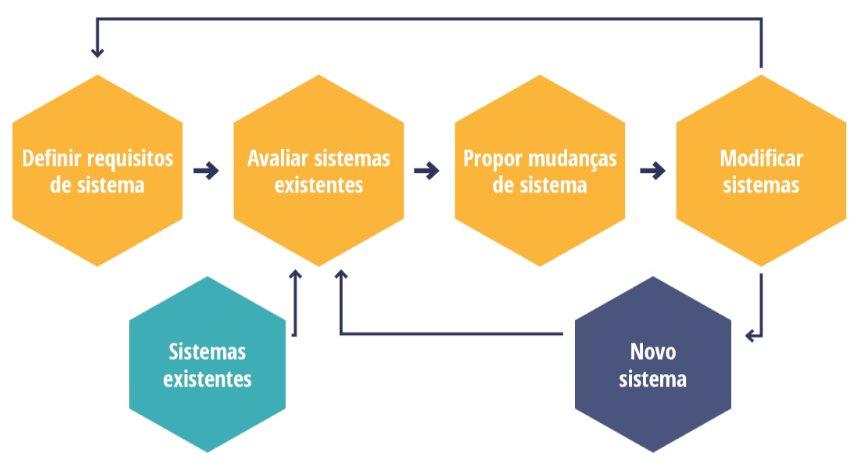 Definir requisitos
de sistema
Avaliar sistemas
existentes
Propor mudanças
de sistema
Modificar
sistemas
Sistemas
existentes
Novo
sistema